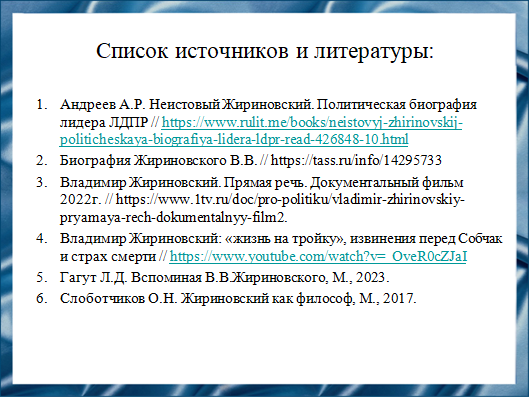 Список источников и литературы:
1. Андреев А.Р. Неистовый Жириновский. Политическая биография
лидера ЛДПР // https://www.rulit.me/books/neistovyj-zhirinovskij-
politicheskaya-biografiya-lidera-ldpr-read-426848-10.html
2. Биография Жириновского В.В. // https://tass.ru/info/14295733
3. Владимир Жириновский. Прямая речь. Документальный фильм
2022г. // https://www.1tv.ru/doc/pro-politiku/vladimir-zhirinovskiy-
pryamaya-rech-dokumentalnyy-film2.
4. Владимир Жириновский: «жизнь на тройку», извинения перед Собчак
и страх смерти // https://www.youtube.com/watch?v=_OveR0cZJaI
5. Гагут Л.Д. Вспоминая В.В.Жириновского, М., 2023.
6. Слоботчиков О.Н. Жириновский как философ, М., 2017.